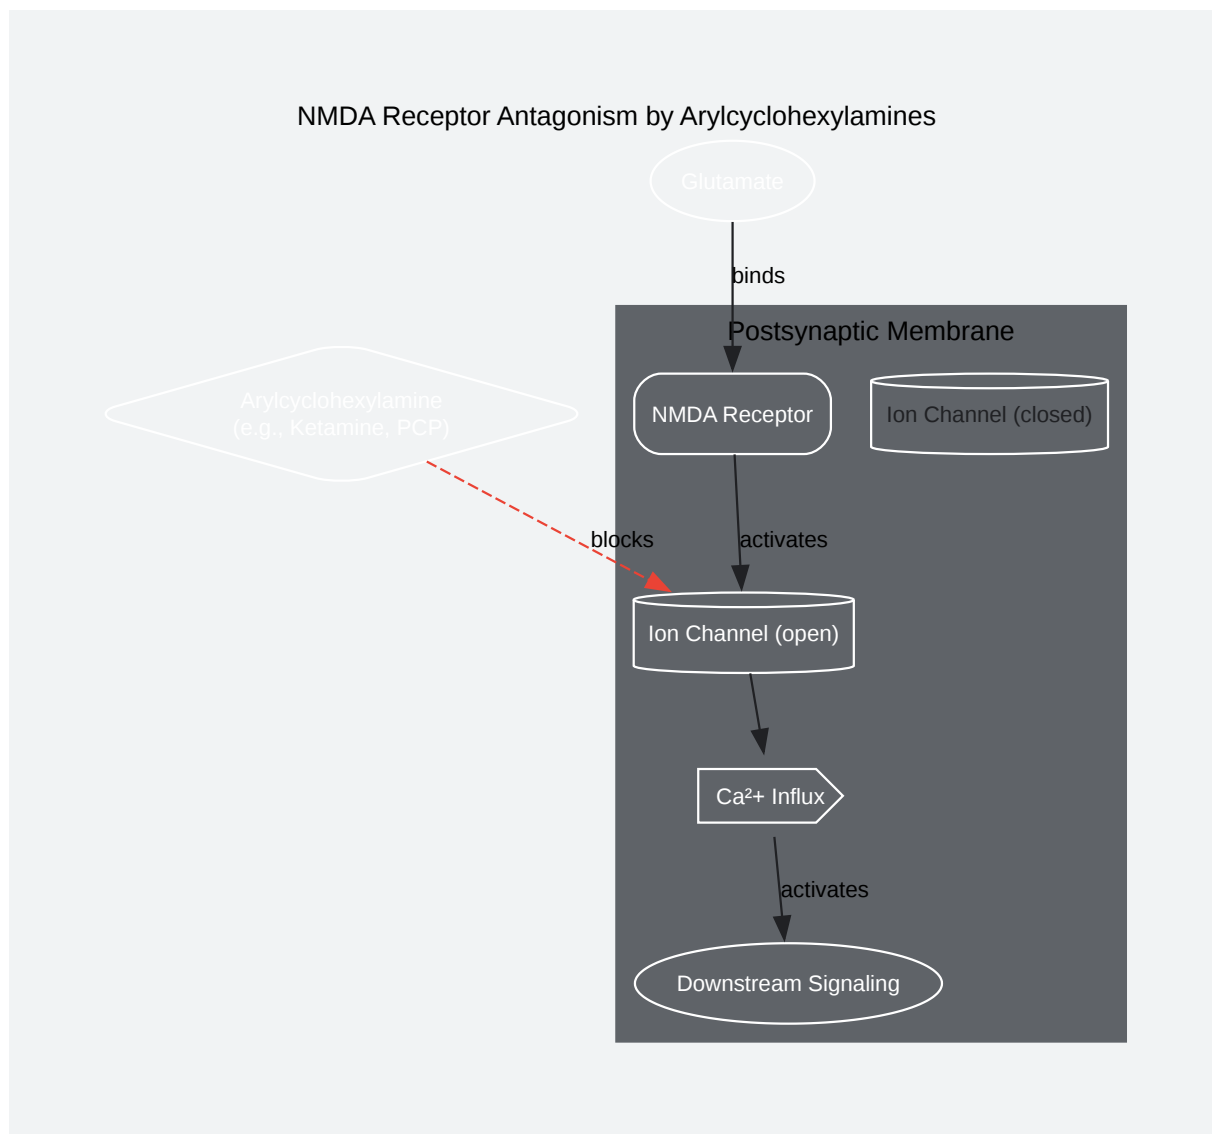 NMDA Receptor Antagonism by Arylcyclohexylamines
Glutamate
binds
Postsynaptic Membrane
Arylcyclohexylamine
(e.g., Ketamine, PCP)
NMDA Receptor
Ion Channel (closed)
blocks
activates
Ion Channel (open)
Ca²+ Influx
activates
Downstream Signaling